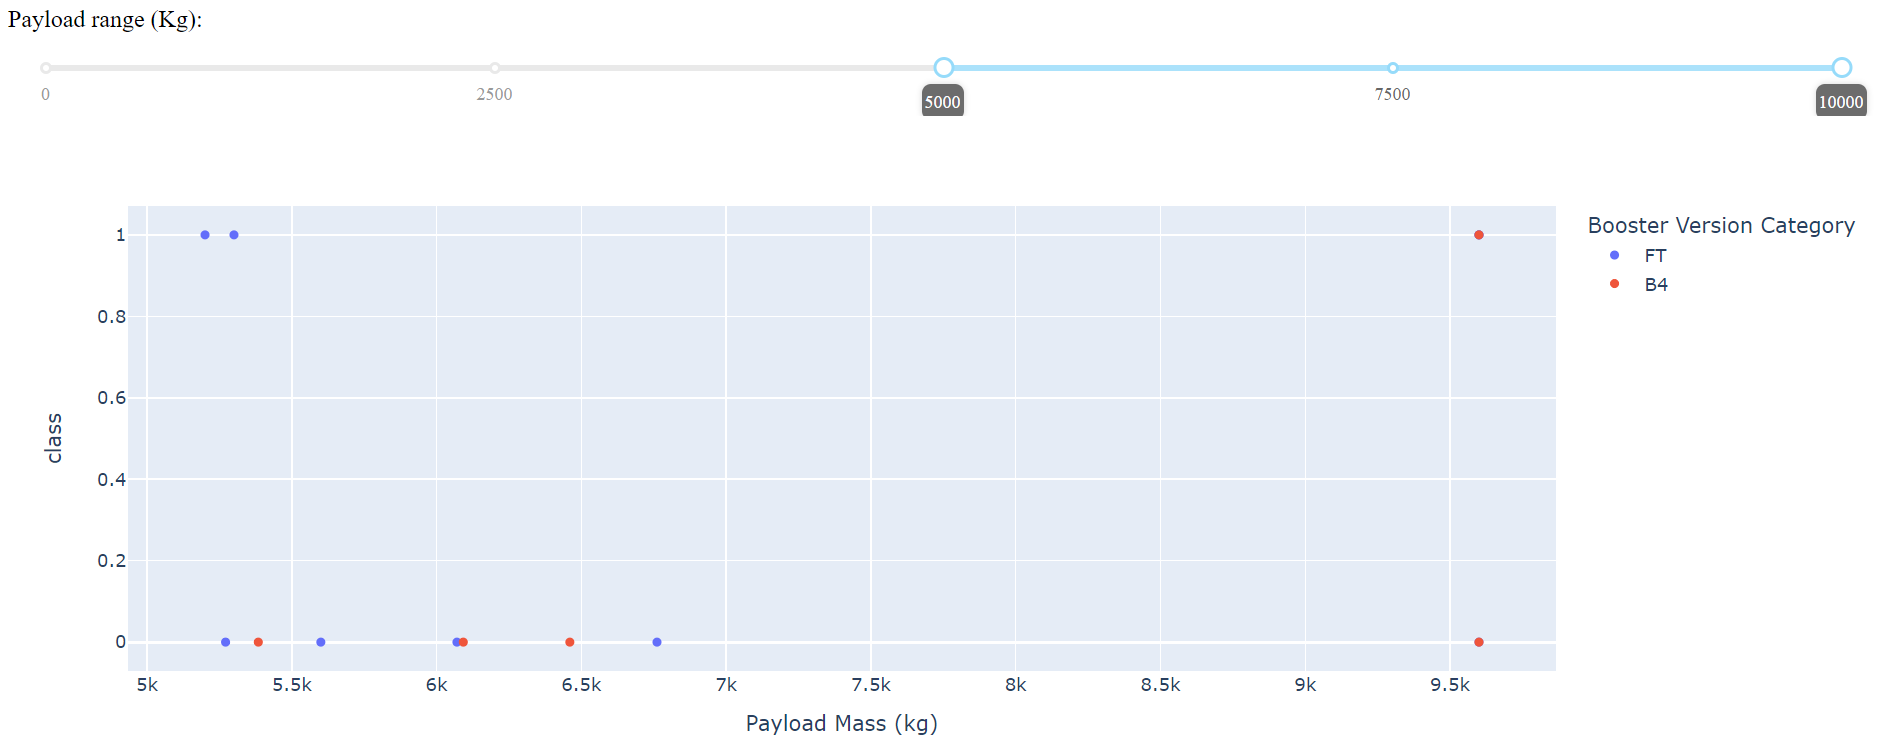 Payload range (Kg):
0 2500 5000 7500 10000
Booster Version Category
FT
B4
1
0.8
0.6
0.4
0.2
0
class
5k 5.5k 6k 6.5k 7k 7.5k 8k 8.5k 9k 9.5k
Payload Mass (kg)